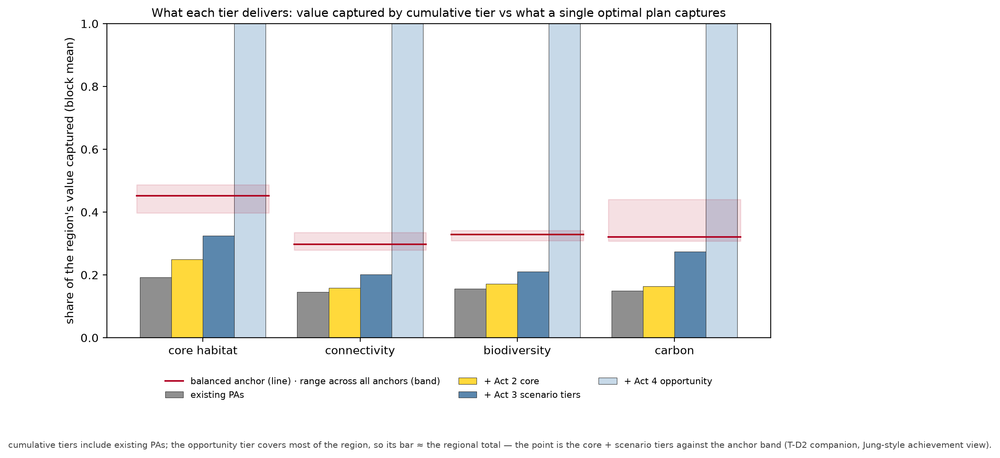 What each tier delivers: value captured by cumulative tier vs what a single optimal plan captures
share of the region's value captured (block mean)
1.0
0.8
0.6
0.4
0.2
0.0
core habitat
connectivity
biodiversity
carbon
balanced anchor (line) · range across all anchors (band)
existing PAs
+ Act 2 core
+ Act 3 scenario tiers
+ Act 4 opportunity
cumulative tiers include existing PAs; the opportunity tier covers most of the region, so its bar ≈ the regional total — the point is the core + scenario tiers against the anchor band (T-D2 companion, Jung-style achievement view).